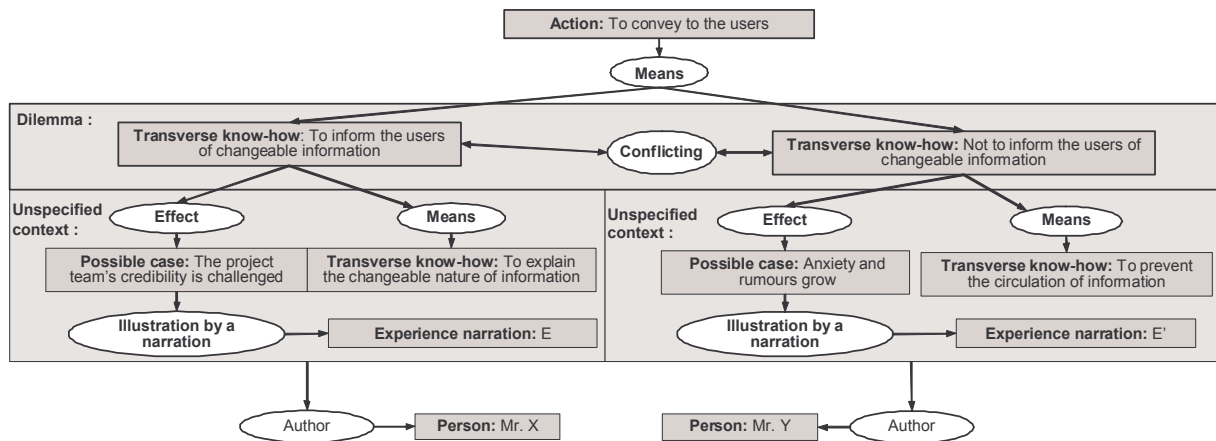 Action: To convey to the users
Means
Dilemma :
Transverse know-how: To inform the users
of changeable information
Conflicting
Transverse know-how: Not to inform the users of
changeable information
Unspecified
context :
Effect
Means
Possible case: The project
team's credibility is challenged
Transverse know-how: To explain
the changeable nature of information
Illustration by a
narration
Experience narration: E
Unspecified
context :
Effect
Means
Possible case: Anxiety and
rumours grow
Transverse know-how: To prevent
the circulation of information
Illustration by a
narration
Experience narration: E’
Author
Person: Mr. X
Person: Mr. Y
Author